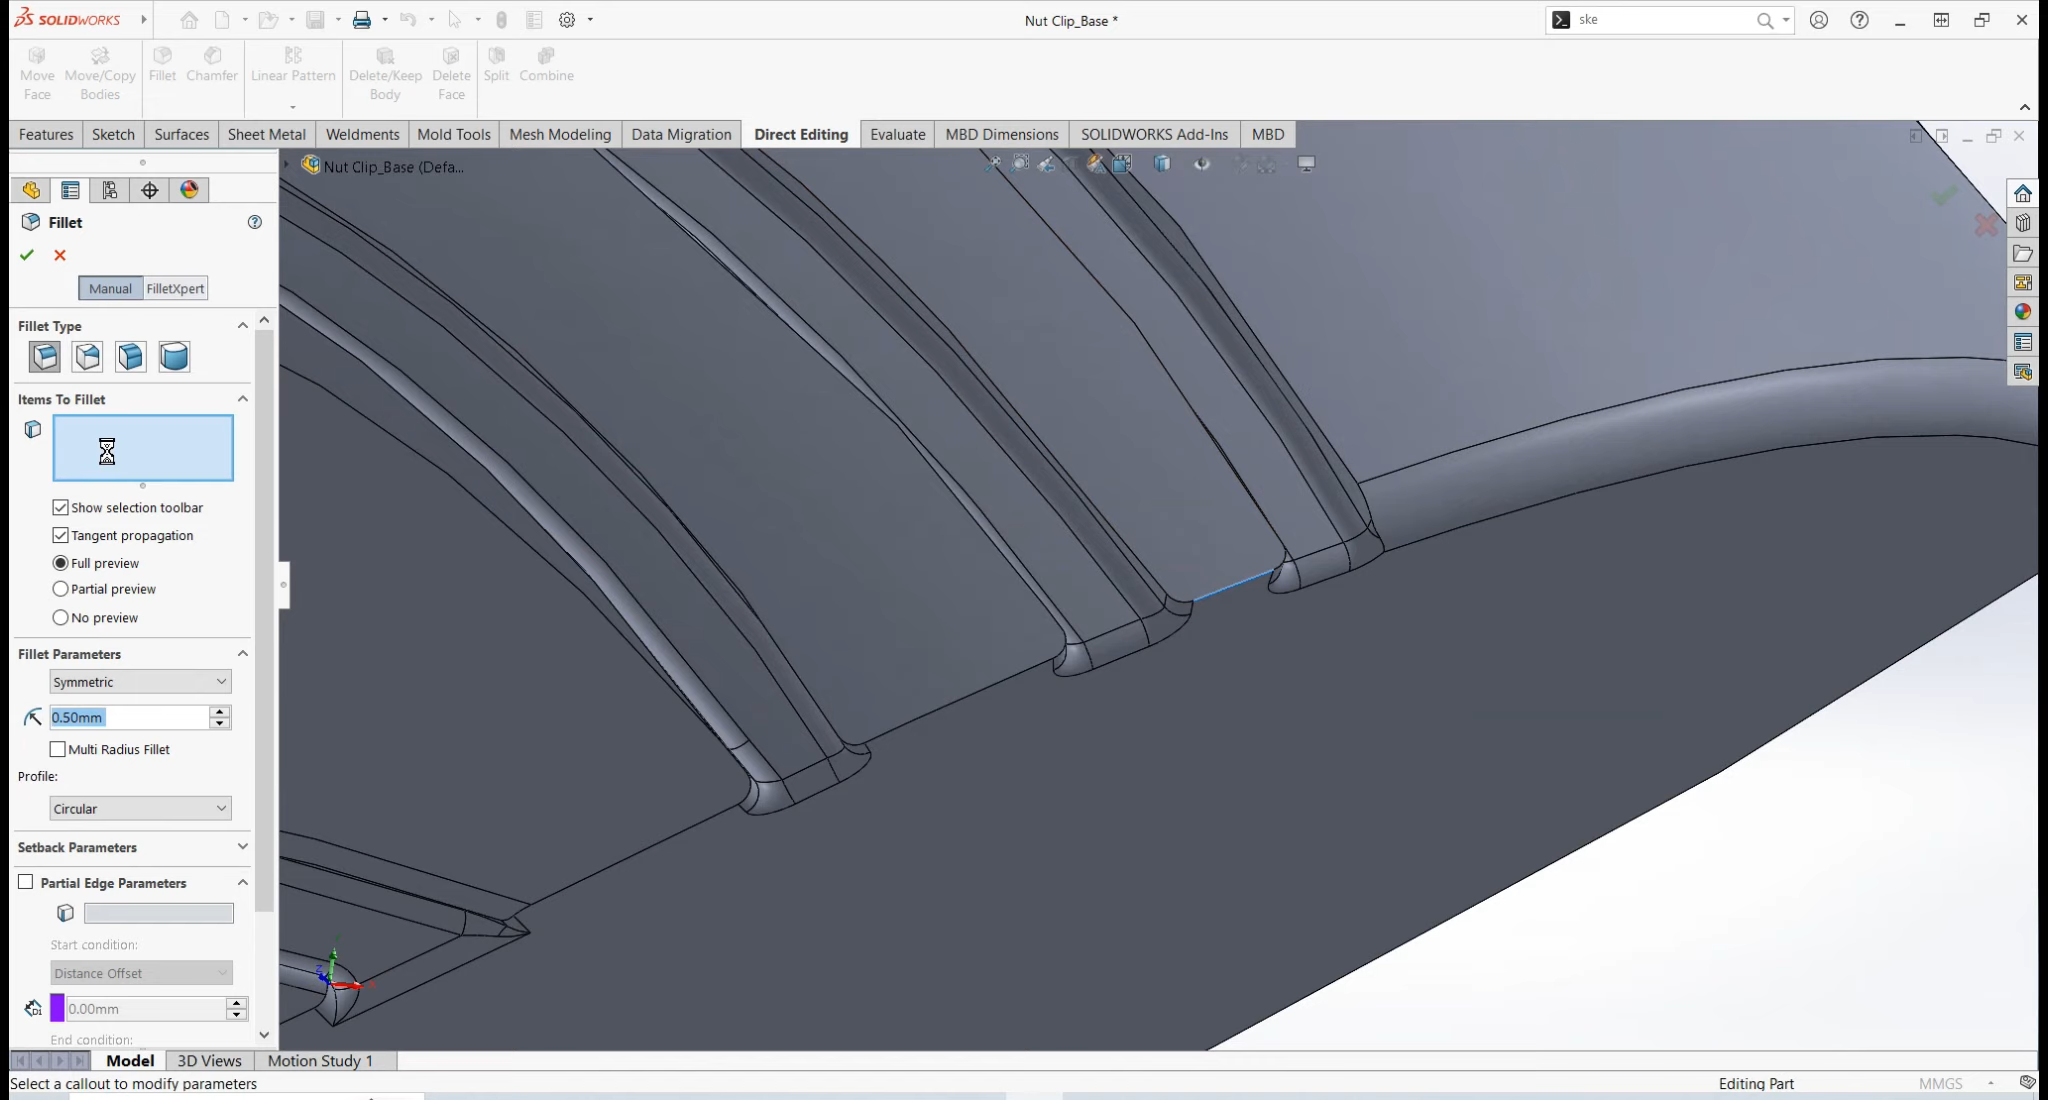 SOLIDWORKS
Nut Clip_Base *
ske
Move Face
Move/Copy Bodies
Fillet
Chamfer
Linear Pattern
Delete/Keep Body
Delete Face
Split
Combine
Features
Sketch
Surfaces
Sheet Metal
Weldments
Mold Tools
Mesh Modeling
Data Migration
Direct Editing
Evaluate
MBD Dimensions
SOLIDWORKS Add-Ins
MBD
Nut Clip_Base (Defa...
Fillet
Manual
FilletXpert
Fillet Type
Items To Fillet
Show selection toolbar
Tangent propagation
Full preview
Partial preview
No preview
Fillet Parameters
Symmetric
0.50mm
Multi Radius Fillet
Profile:
Circular
Setback Parameters
Partial Edge Parameters
Start condition:
Distance Offset
0.00mm
End condition:
Model
3D Views
Motion Study 1
Select a callout to modify parameters
Editing Part
MMGS